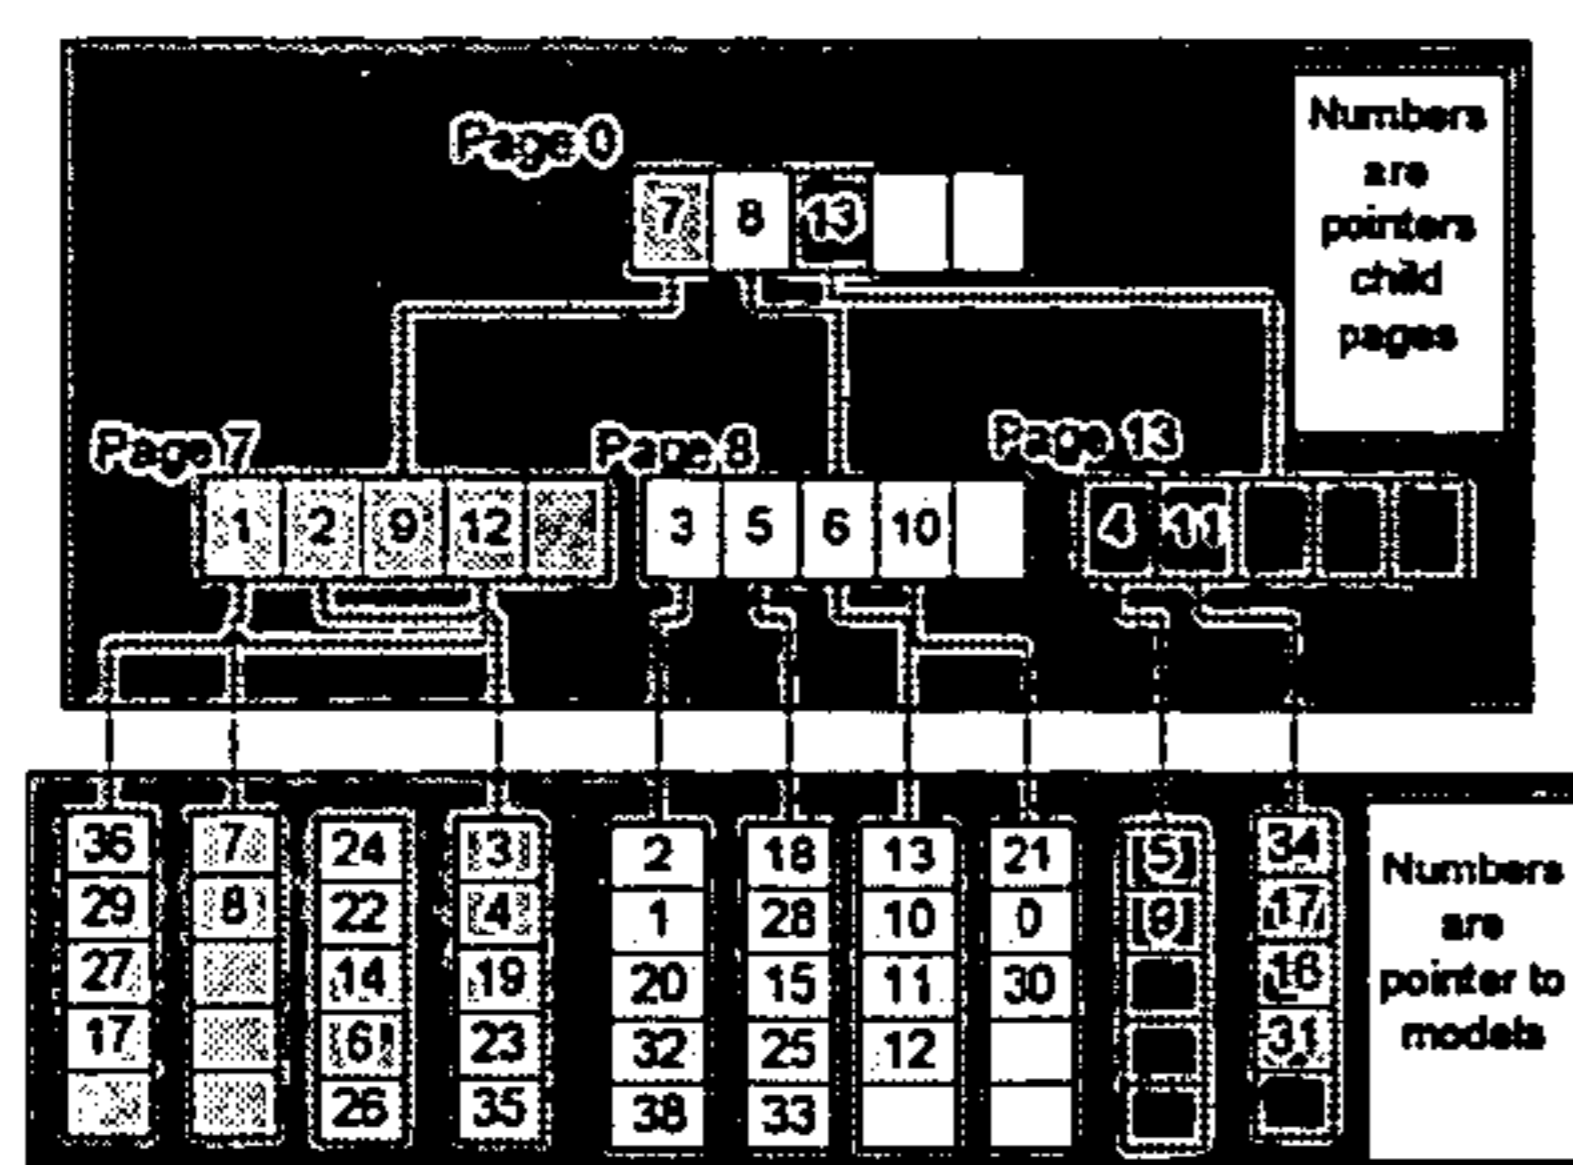 Page 0
7 8 13
Numbers
are
pointers
child
pages
Page 7
1 2 9 12
Page 8
3 5 6 10
Page 13
4 11
36 7 24 3 2 18 13 21 5 34
29 8 22 4 1 28 10 0 17
27 14 19 20 15 11 30 16
17 6 23 32 25 12 31
26 35 38 33
Numbers
are
pointer to
models